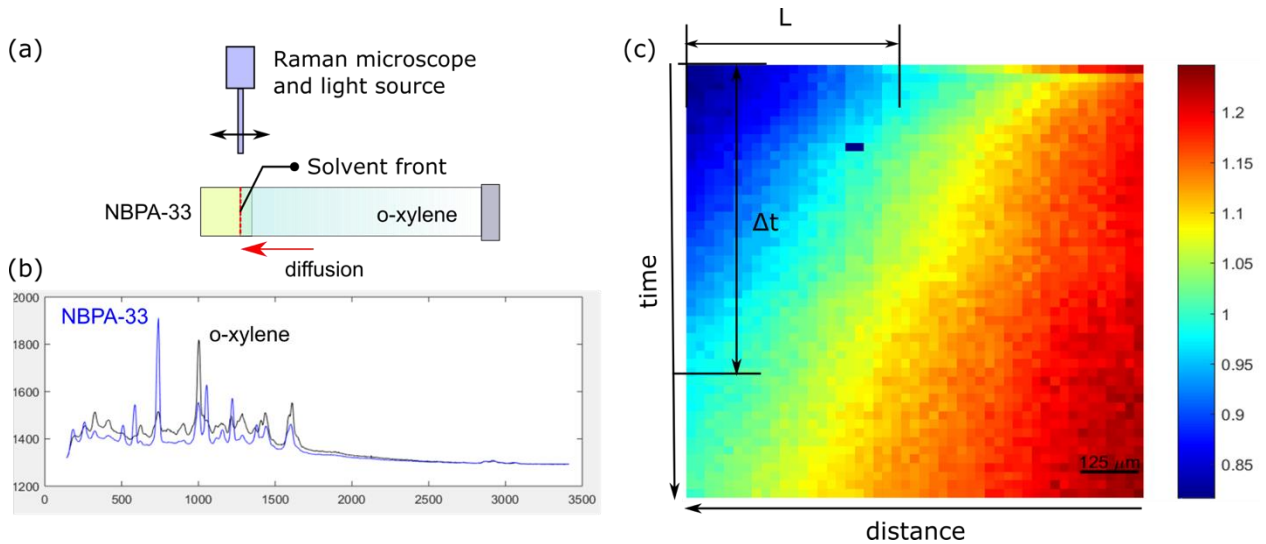 (a)
Raman microscope
and light source
Solvent front
NBPA-33
o-xylene
diffusion
(b)
2000
1800
1600
1400
1200
NBPA-33
o-xylene
0
500
1000
1500
2000
2500
3000
3500
(c)
L
Δt
time
125 μm
distance
1.2
1.15
1.1
1.05
1
0.95
0.9
0.85